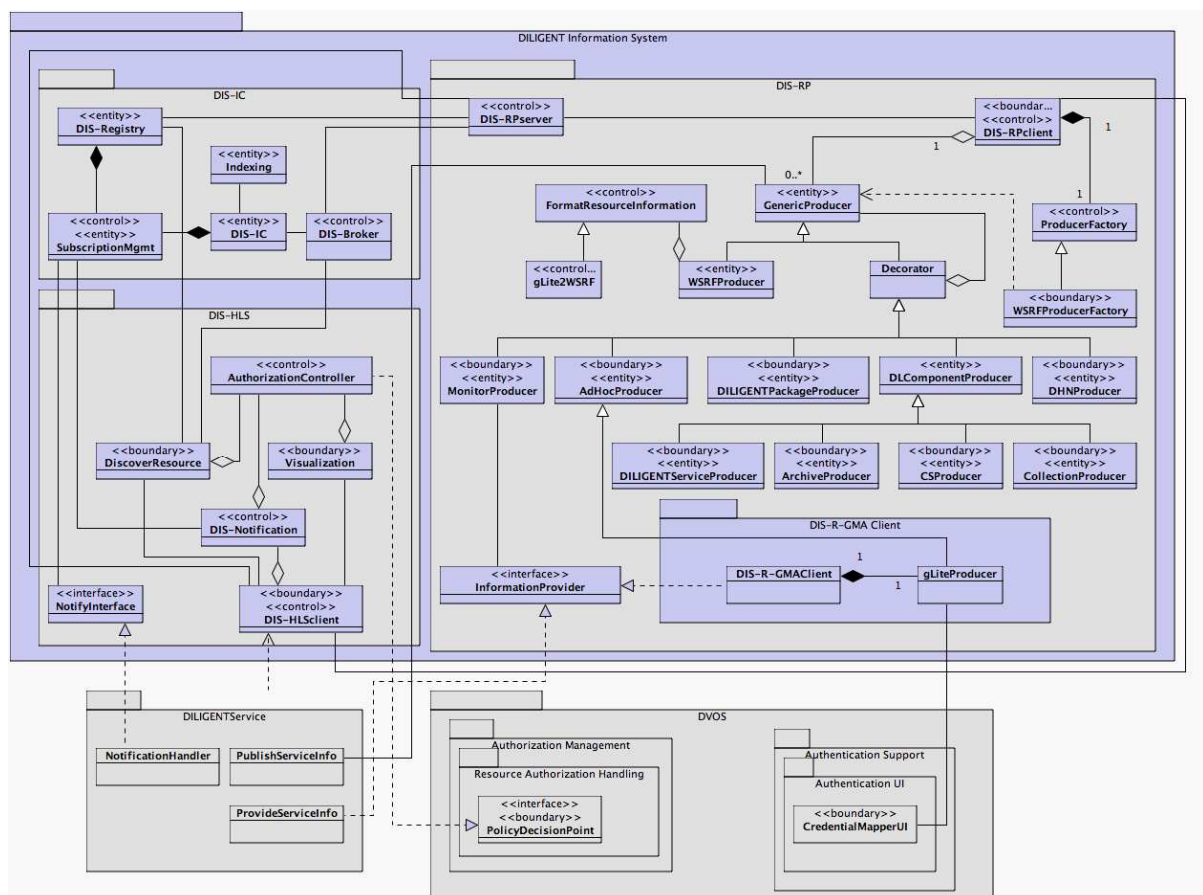 DILIGENT Information System
DIS-IC
<<entity>>
DIS-Registry
<<entity>>
Indexing
<<control>>
<<entity>>
SubscriptionMgmt
<<entity>>
DIS-IC
<<control>>
DIS-Broker
DIS-HLS
<<control>>
AuthorizationController
<<boundary>>
DiscoverResource
<<boundary>>
Visualization
<<control>>
DIS-Notification
<<interface>>
NotifyInterface
<<boundary>>
<<control>>
DIS-HLSclient
DIS-RP
<<control>>
DIS-RPserver
<<boundar...
<<control>>
DIS-RPclient
1
1
0..*
1
<<control>>
FormatResourceInformation
<<entity>>
GenericProducer
<<control>>
ProducerFactory
<<control...
gLite2WSRF
<<entity>>
WSRFProducer
Decorator
<<boundary>>
WSRFProducerFactory
<<boundary>>
<<entity>>
MonitorProducer
<<boundary>>
<<entity>>
AdHocProducer
<<boundary>>
<<entity>>
DILIGENTPackageProducer
<<entity>>
DLComponentProducer
<<boundary>>
<<entity>>
DHNProducer
<<boundary>>
<<entity>>
DILIGENTServiceProducer
<<boundary>>
<<entity>>
ArchiveProducer
<<boundary>>
<<entity>>
CSProducer
<<boundary>>
<<entity>>
CollectionProducer
DIS-R-GMA Client
<<interface>>
InformationProvider
DIS-R-GMAClient
1
1
gLiteProducer
DILIGENTService
NotificationHandler
PublishServiceInfo
ProvideServiceInfo
DVOS
Authorization Management
Resource Authorization Handling
<<interface>>
<<boundary>>
PolicyDecisionPoint
Authentication Support
Authentication UI
<<boundary>>
CredentialMapperUI